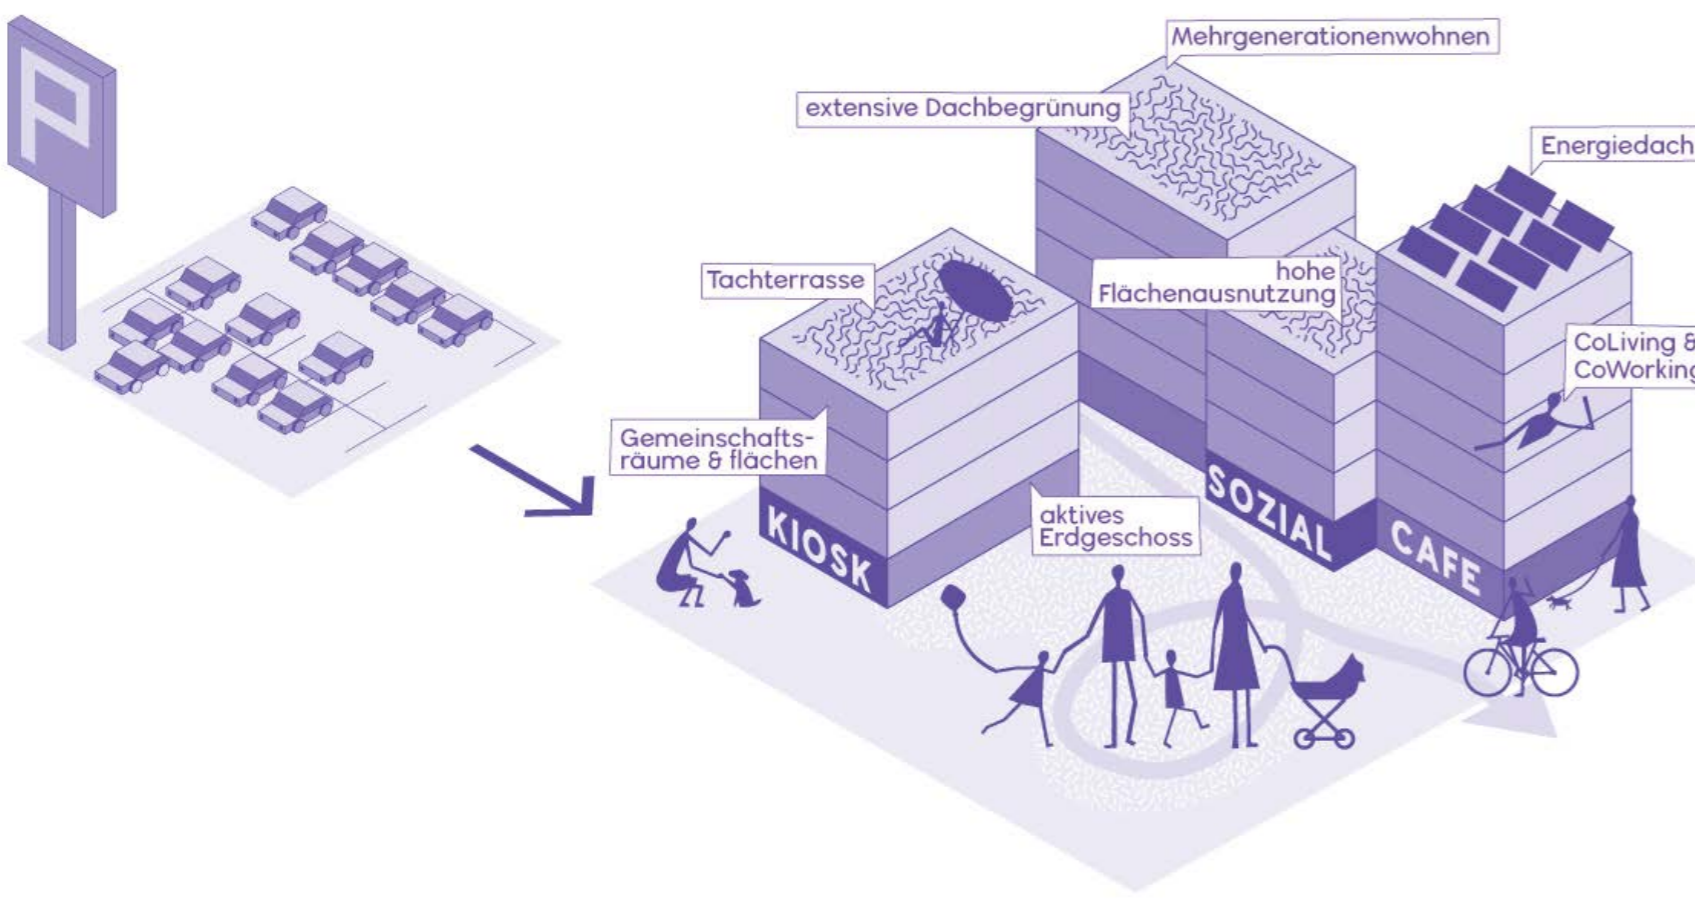 P
Mehrgenerationenwohnen
extensive Dachbegrünung
Energiedach
Tachterrasse
hohe
Flächenausnutzung
CoLiving &
CoWorking
Gemeinschafts-
räume & flächen
aktives
Erdgeschoss
KIOSK
SOZIAL
CAFE